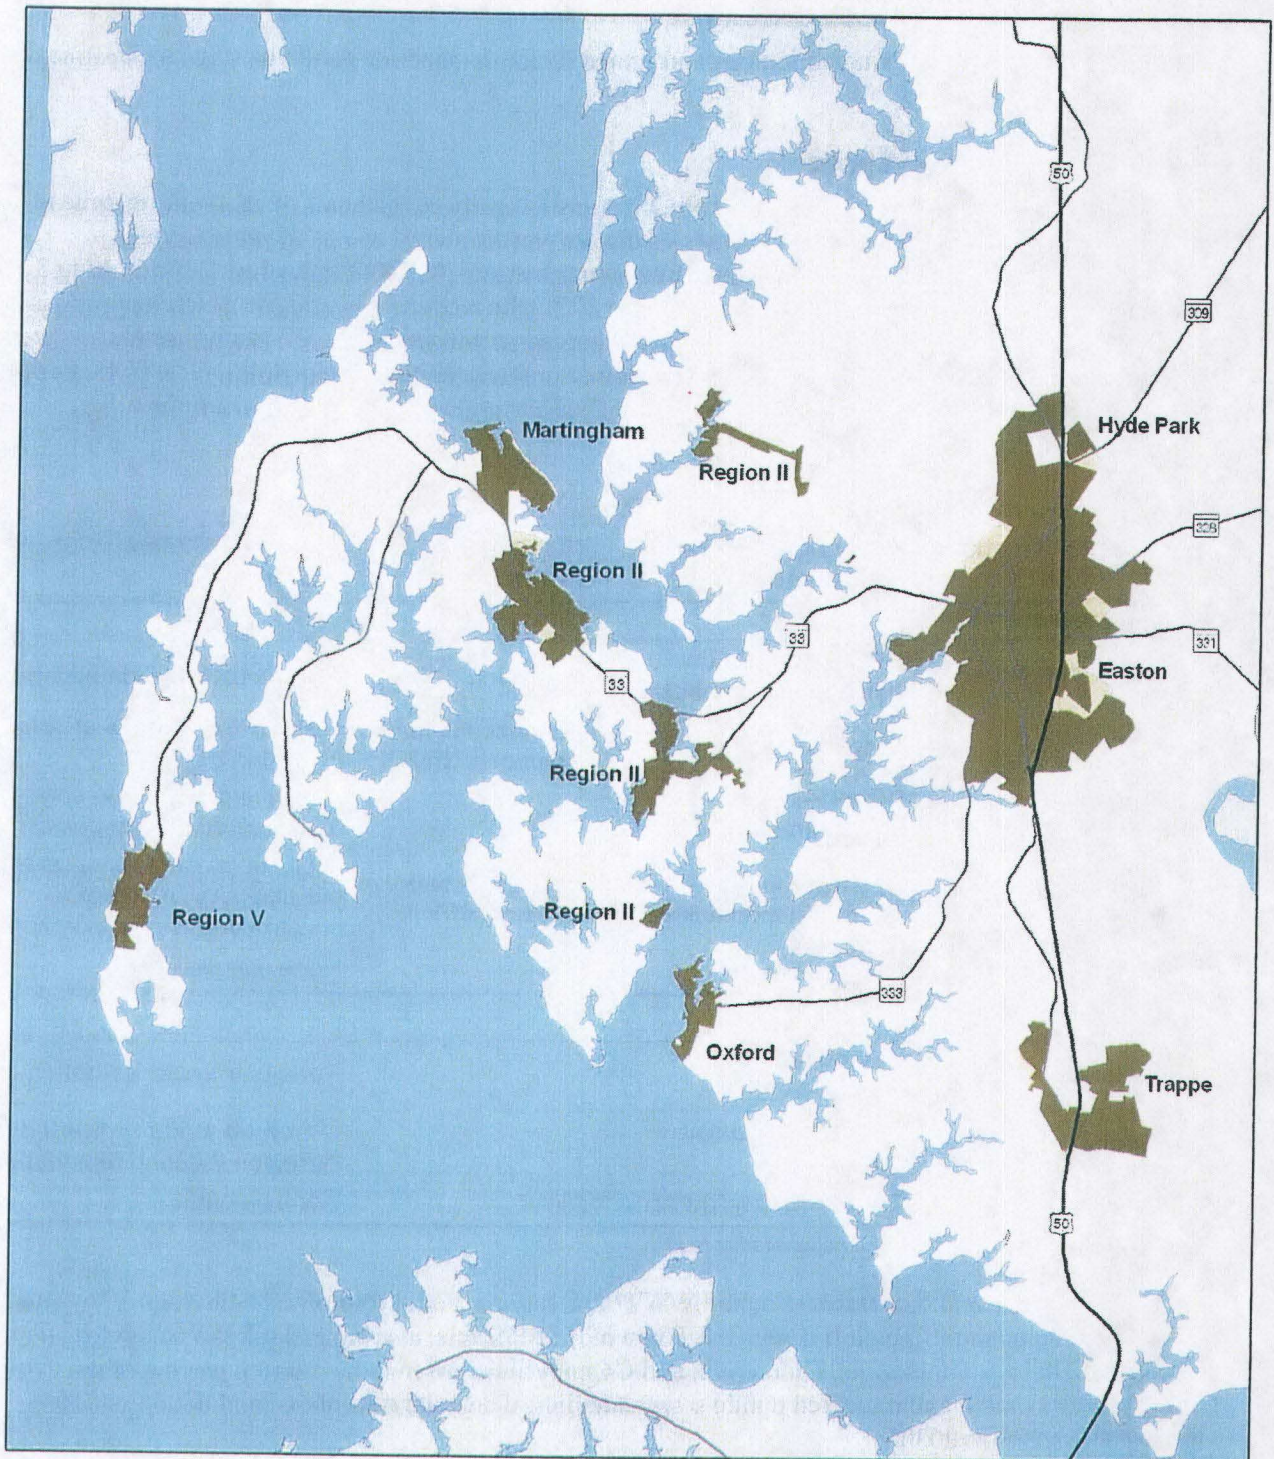 50
309
Hyde Park
Martingham
Region II
328
Region II
33
331
Easton
33
Region II
Region II
Region V
333
Oxford
Trappe
50